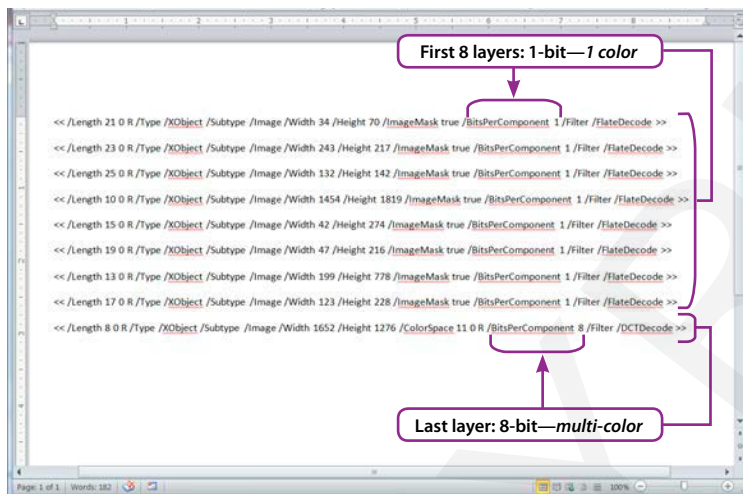 First 8 layers: 1-bit—1 color
<< /Length 21 0 R /Type /XObject /Subtype /Image /Width 34 /Height 70 /ImageMask true /BitsPerComponent 1 /Filter /FlateDecode >>
<< /Length 23 0 R /Type /XObject /Subtype /Image /Width 243 /Height 217 /ImageMask true /BitsPerComponent 1 /Filter /FlateDecode >>
<< /Length 25 0 R /Type /XObject /Subtype /Image /Width 132 /Height 142 /ImageMask true /BitsPerComponent 1 /Filter /FlateDecode >>
<< /Length 10 0 R /Type /XObject /Subtype /Image /Width 1454 /Height 1819 /ImageMask true /BitsPerComponent 1 /Filter /FlateDecode >>
<< /Length 15 0 R /Type /XObject /Subtype /Image /Width 42 /Height 274 /ImageMask true /BitsPerComponent 1 /Filter /FlateDecode >>
<< /Length 19 0 R /Type /XObject /Subtype /Image /Width 47 /Height 216 /ImageMask true /BitsPerComponent 1 /Filter /FlateDecode >>
<< /Length 13 0 R /Type /XObject /Subtype /Image /Width 199 /Height 778 /ImageMask true /BitsPerComponent 1 /Filter /FlateDecode >>
<< /Length 17 0 R /Type /XObject /Subtype /Image /Width 123 /Height 228 /ImageMask true /BitsPerComponent 1 /Filter /FlateDecode >>
<< /Length 8 0 R /Type /XObject /Subtype /Image /Width 1652 /Height 1276 /ColorSpace 11 0 R /BitsPerComponent 8 /Filter /DCTDecode >>
Last layer: 8-bit—multi-color
Page: 1 of 1 Words: 182 100%